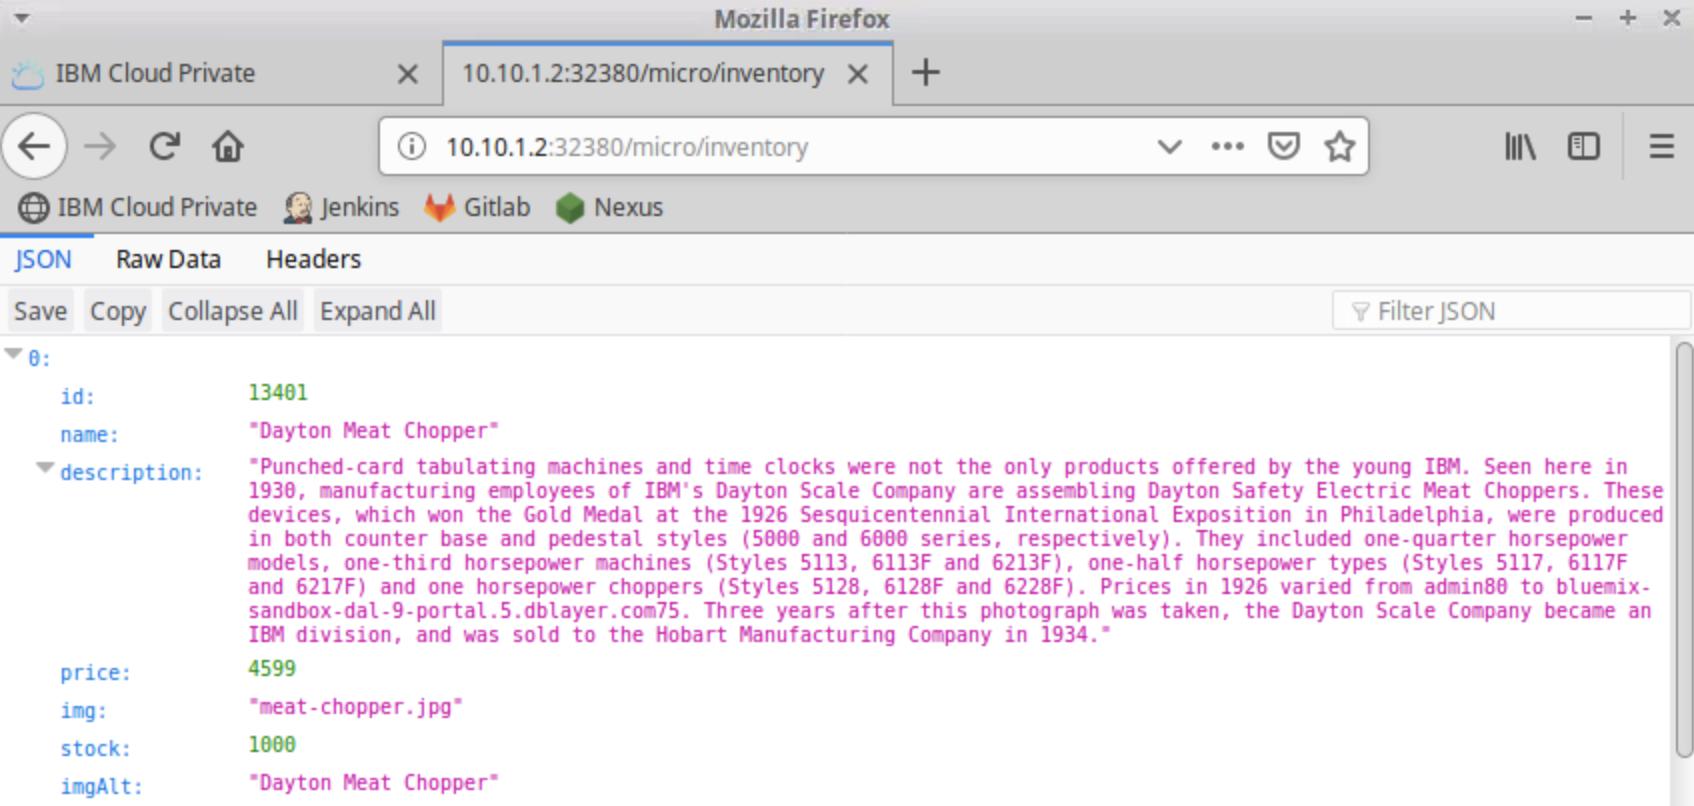 Mozilla Firefox
IBM Cloud Private
10.10.1.2:32380/micro/inventory
10.10.1.2:32380/micro/inventory
IBM Cloud Private Jenkins Gitlab Nexus
JSON Raw Data Headers
Save Copy Collapse All Expand All Filter JSON
0:
id: 13401
name: "Dayton Meat Chopper"
description: "Punched-card tabulating machines and time clocks were not the only products offered by the young IBM. Seen here in
1930, manufacturing employees of IBM's Dayton Scale Company are assembling Dayton Safety Electric Meat Choppers. These
devices, which won the Gold Medal at the 1926 Sesquicentennial International Exposition in Philadelphia, were produced
in both counter base and pedestal styles (5000 and 6000 series, respectively). They included one-quarter horsepower
models, one-third horsepower machines (Styles 5113, 6113F and 6213F), one-half horsepower types (Styles 5117, 6117F
and 6217F) and one horsepower choppers (Styles 5128, 6128F and 6228F). Prices in 1926 varied from admin80 to bluemix-
sandbox-dal-9-portal.5.dblayer.com75. Three years after this photograph was taken, the Dayton Scale Company became an
IBM division, and was sold to the Hobart Manufacturing Company in 1934."
price: 4599
img: "meat-chopper.jpg"
stock: 1000
imgAlt: "Dayton Meat Chopper"